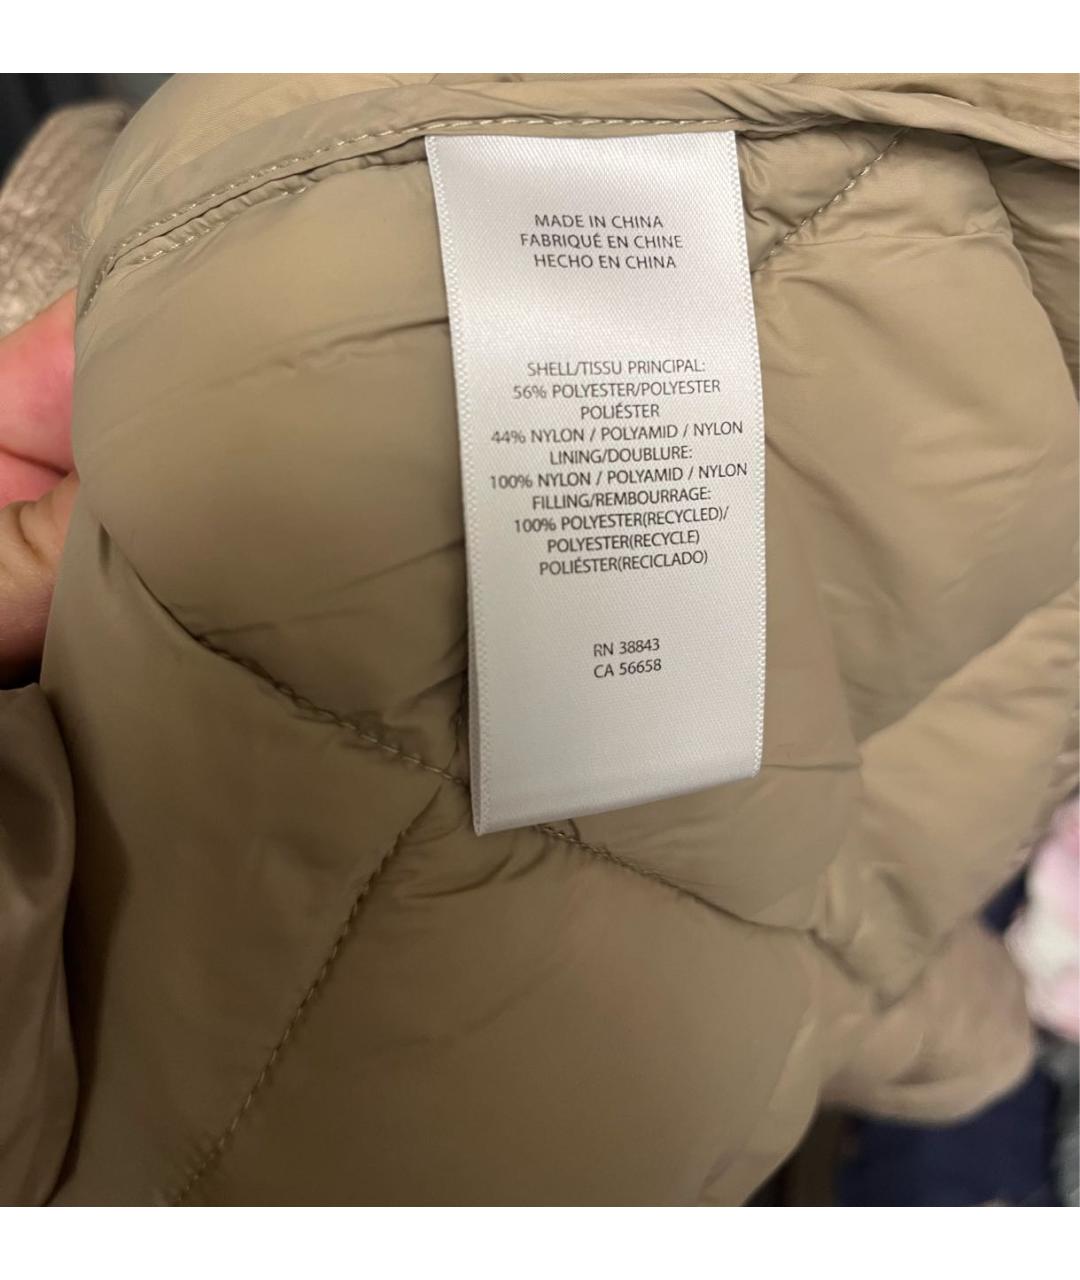 MADE IN CHINA
FABRIQUÉ EN CHINE
HECHO EN CHINA
SHELL/TISSU PRINCIPAL:
56% POLYESTER/POLYESTER
POLIÉSTER
44% NYLON / POLYAMID / NYLON
LINING/DOUBLURE:
100% NYLON / POLYAMID / NYLON
FILLING/REMBOURRAGE:
100% POLYESTER(RECYCLED)/
POLYESTER(RECYCLE)
POLIÉSTER(RECICLADO)
RN 38843
CA 56658